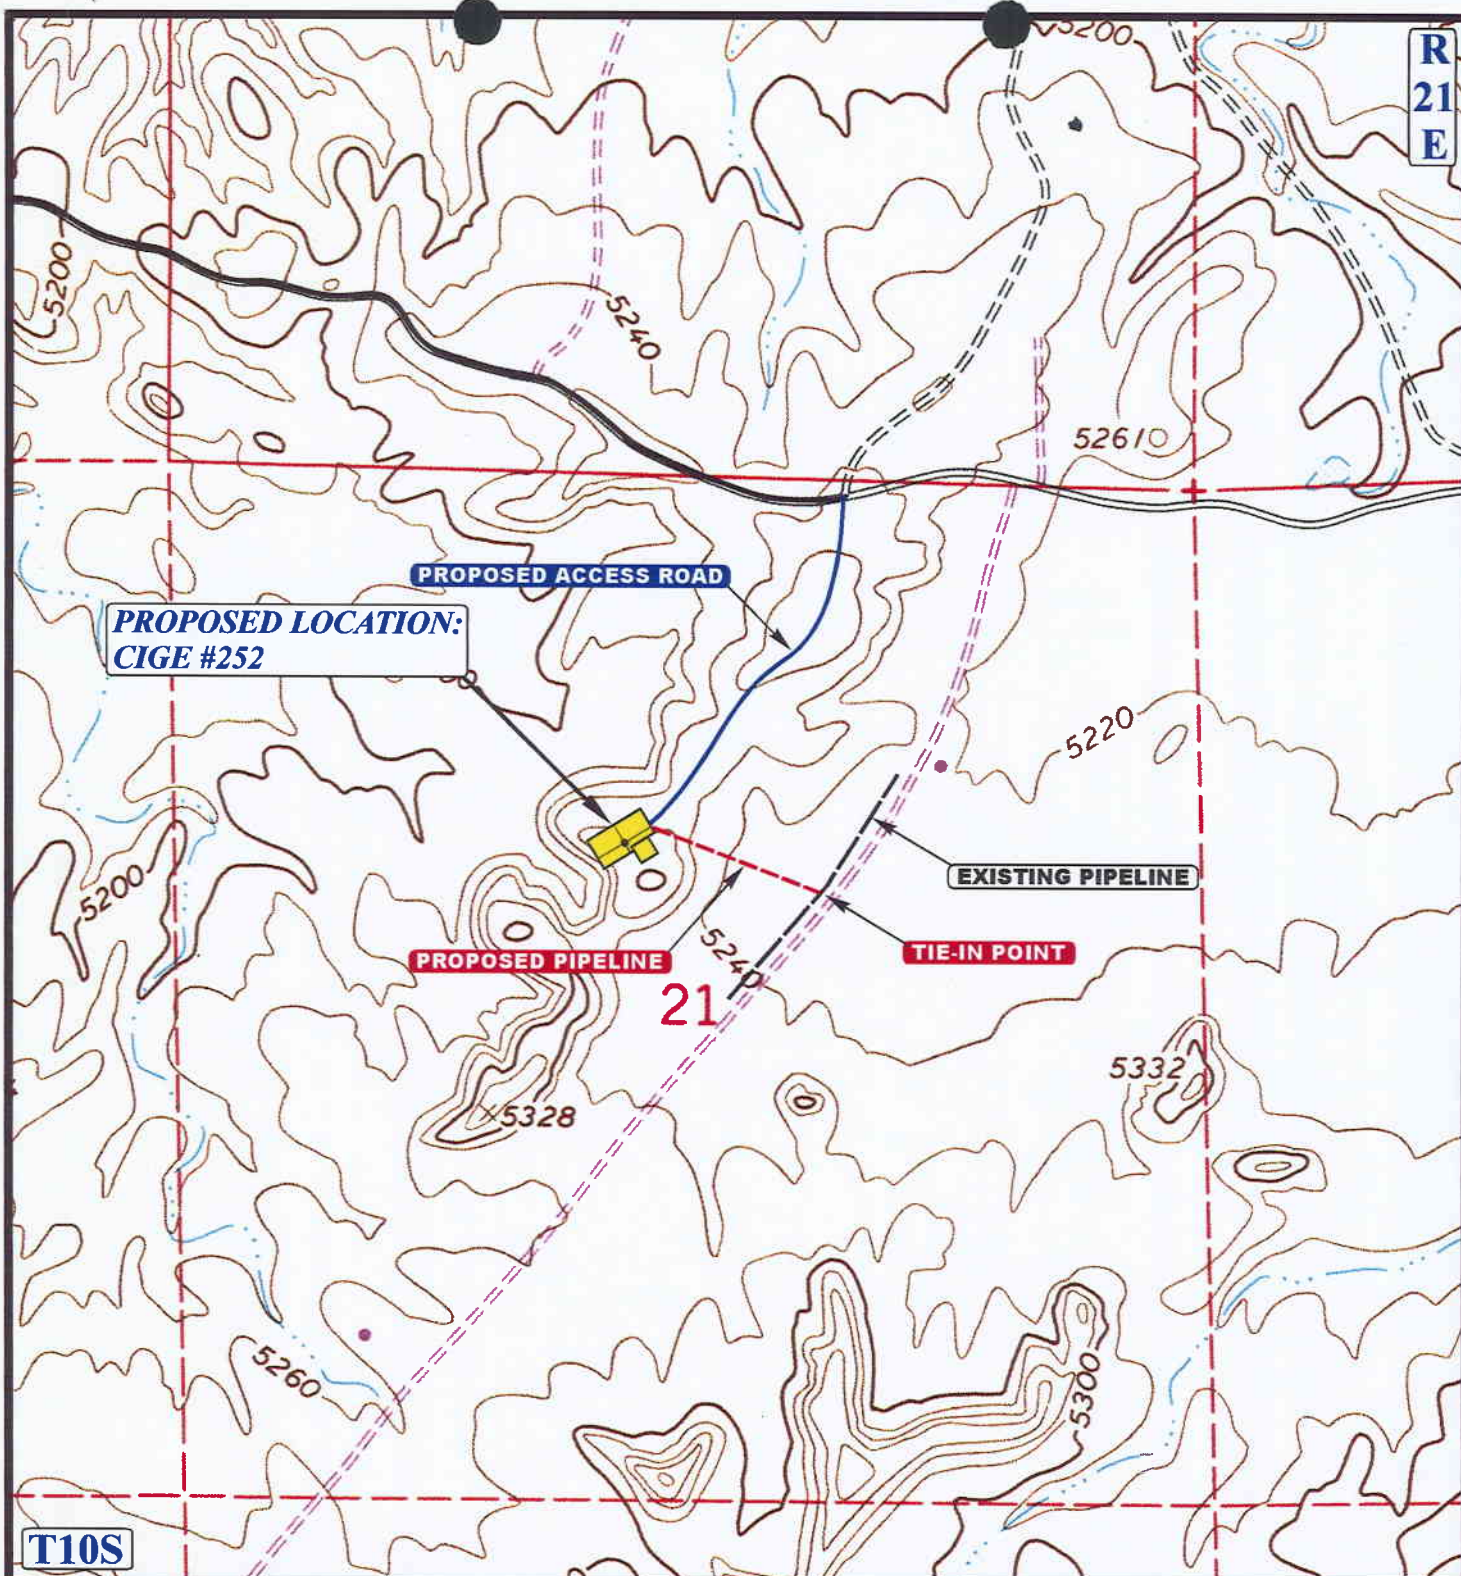 5200
R
21
E
5200
5240
5261
PROPOSED ACCESS ROAD
PROPOSED LOCATION:
CIGE #252
5220
5200
EXISTING PIPELINE
PROPOSED PIPELINE
5240
TIE-IN POINT
21
5332
5328
5260
5300
T10S